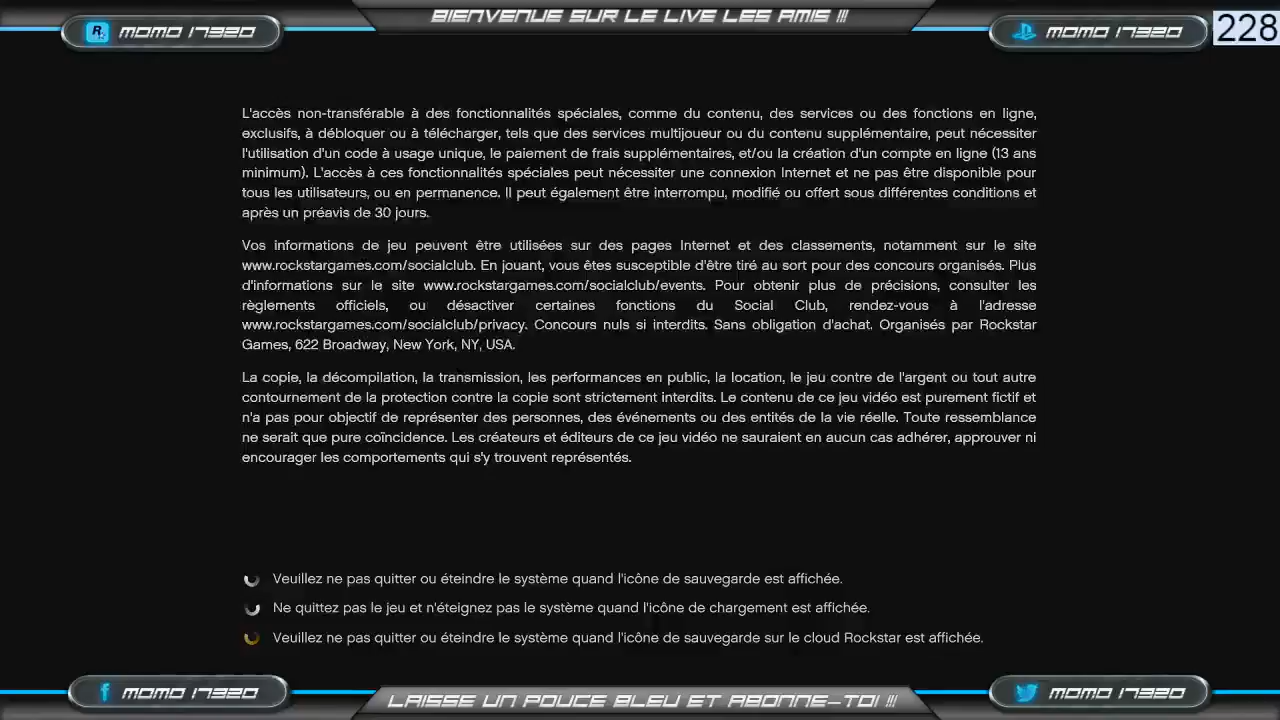 BIENVENUE SUR LE LIVE LES AMIS !!!
MOMO 17320
MOMO 17320
228
L'accès non-transférable à des fonctionnalités spéciales, comme du contenu, des services ou des fonctions en ligne,
exclusifs, à débloquer ou à télécharger, tels que des services multijoueur ou du contenu supplémentaire, peut nécessiter
l'utilisation d'un code à usage unique, le paiement de frais supplémentaires, et/ou la création d'un compte en ligne (13 ans
minimum). L'accès à ces fonctionnalités spéciales peut nécessiter une connexion Internet et ne pas être disponible pour
tous les utilisateurs, ou en permanence. Il peut également être interrompu, modifié ou offert sous différentes conditions et
après un préavis de 30 jours.
Vos informations de jeu peuvent être utilisées sur des pages Internet et des classements, notamment sur le site
www.rockstargames.com/socialclub. En jouant, vous êtes susceptible d'être tiré au sort pour des concours organisés. Plus
d'informations sur le site www.rockstargames.com/socialclub/events. Pour obtenir plus de précisions, consulter les
règlements officiels, ou désactiver certaines fonctions du Social Club, rendez-vous à l'adresse
www.rockstargames.com/socialclub/privacy. Concours nuls si interdits. Sans obligation d'achat. Organisés par Rockstar
Games, 622 Broadway, New York, NY, USA.
La copie, la décompilation, la transmission, les performances en public, la location, le jeu contre de l'argent ou tout autre
contournement de la protection contre la copie sont strictement interdits. Le contenu de ce jeu vidéo est purement fictif et
n'a pas pour objectif de représenter des personnes, des événements ou des entités de la vie réelle. Toute ressemblance
ne serait que pure coïncidence. Les créateurs et éditeurs de ce jeu vidéo ne sauraient en aucun cas adhérer, approuver ni
encourager les comportements qui s'y trouvent représentés.
Veuillez ne pas quitter ou éteindre le système quand l'icône de sauvegarde est affichée.
Ne quittez pas le jeu et n'éteignez pas le système quand l'icône de chargement est affichée.
Veuillez ne pas quitter ou éteindre le système quand l'icône de sauvegarde sur le cloud Rockstar est affichée.
MOMO 17320
LAISSE UN POUCE BLEU ET ABONNE-TOI !!!
MOMO 17320